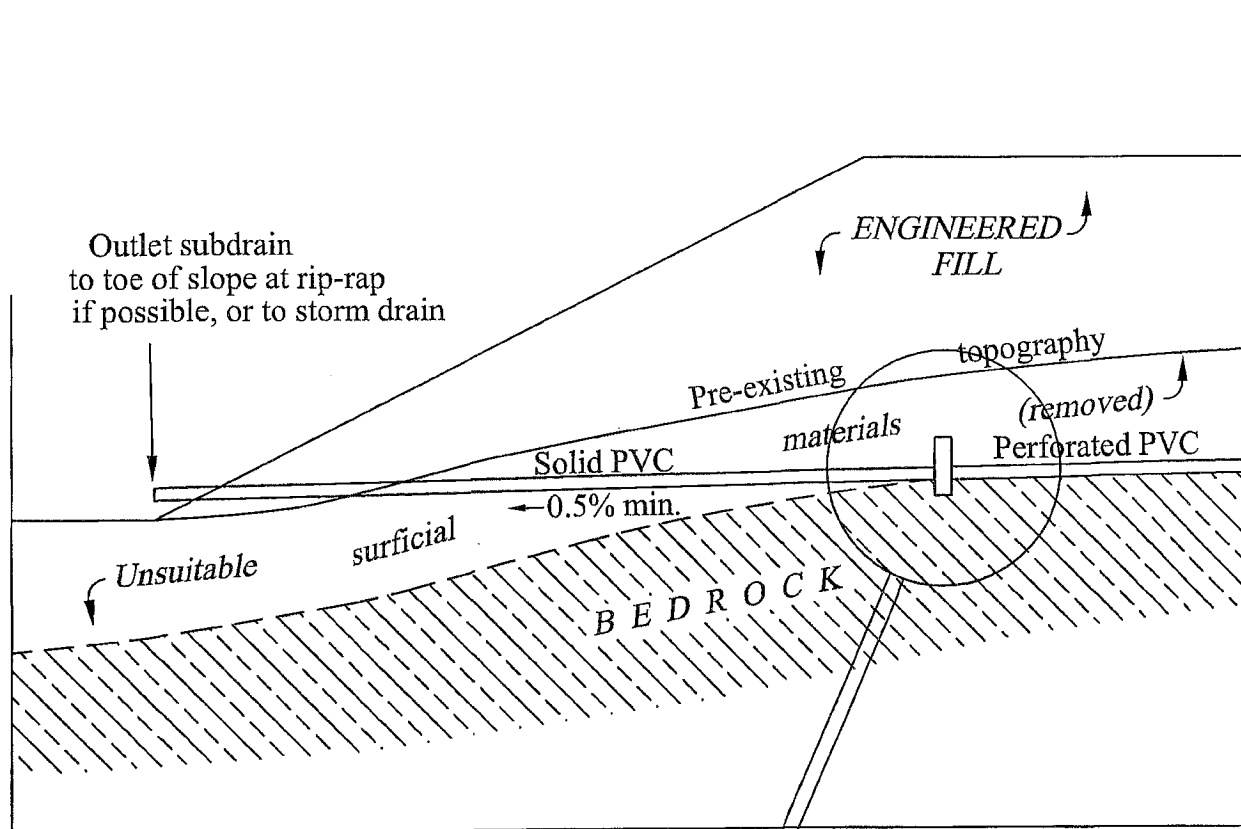 Outlet subdrain
to toe of slope at rip-rap
if possible, or to storm drain
ENGINEERED
FILL
Pre-existing topography
(removed)
Unsuitable surficial materials
Solid PVC
Perforated PVC
0.5% min.
BEDROCK